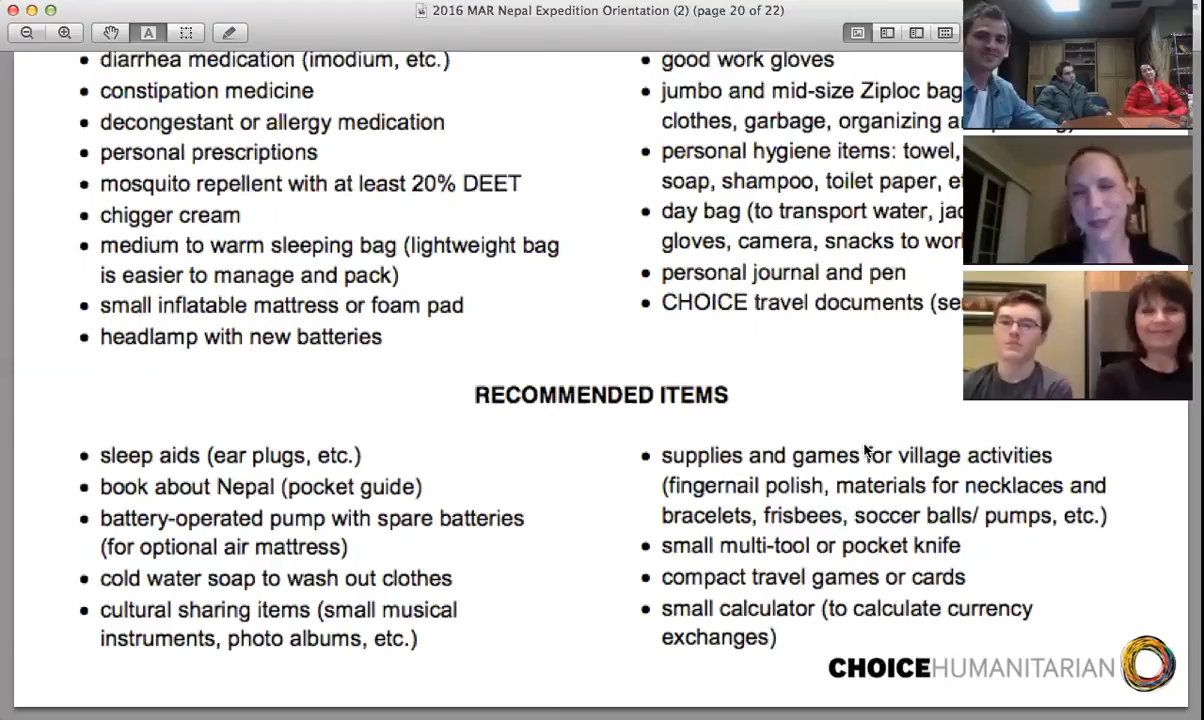 2016 MAR Nepal Expedition Orientation (2) (page 20 of 22)
diarrhea medication (imodium, etc.)
constipation medicine
decongestant or allergy medication
personal prescriptions
mosquito repellent with at least 20% DEET
chigger cream
medium to warm sleeping bag (lightweight bag
is easier to manage and pack)
small inflatable mattress or foam pad
headlamp with new batteries
good work gloves
jumbo and mid-size Ziploc bag
clothes, garbage, organizing
personal hygiene items: towel,
soap, shampoo, toilet paper,
day bag (to transport water,
gloves, camera, snacks to
personal journal and pen
CHOICE travel documents
RECOMMENDED ITEMS
sleep aids (ear plugs, etc.)
book about Nepal (pocket guide)
battery-operated pump with spare batteries
(for optional air mattress)
cold water soap to wash out clothes
cultural sharing items (small musical
instruments, photo albums, etc.)
supplies and games for village activities
(fingernail polish, materials for necklaces and
bracelets, frisbees, soccer balls/ pumps, etc.)
small multi-tool or pocket knife
compact travel games or cards
small calculator (to calculate currency
exchanges)
CHOICEHUMANITARIAN